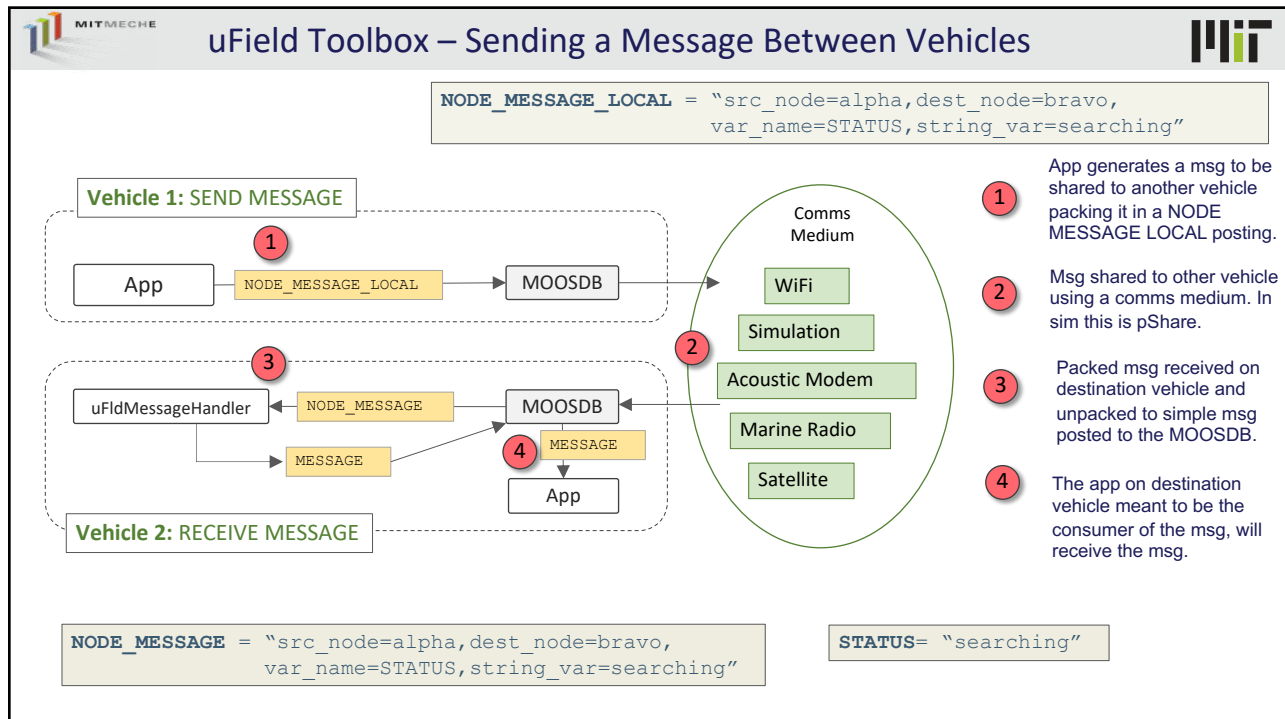 MITMECHE
uField Toolbox – Sending a Message Between Vehicles
MIT
NODE_MESSAGE_LOCAL = “src_node=alpha,dest_node=bravo,
var_name=STATUS,string_var=searching”
Vehicle 1: SEND MESSAGE
1
App
NODE_MESSAGE_LOCAL
MOOSDB
3
uFldMessageHandler
NODE_MESSAGE
MOOSDB
MESSAGE
4
MESSAGE
App
Vehicle 2: RECEIVE MESSAGE
Comms
Medium
WiFi
Simulation
2
Acoustic Modem
Marine Radio
Satellite
1
App generates a msg to be
shared to another vehicle
packing it in a NODE
MESSAGE LOCAL posting.
2
Msg shared to other vehicle
using a comms medium. In
sim this is pShare.
3
Packed msg received on
destination vehicle and
unpacked to simple msg
posted to the MOOSDB.
4
The app on destination
vehicle meant to be the
consumer of the msg, will
receive the msg.
NODE_MESSAGE = “src_node=alpha,dest_node=bravo,
var_name=STATUS,string_var=searching”
STATUS= “searching”